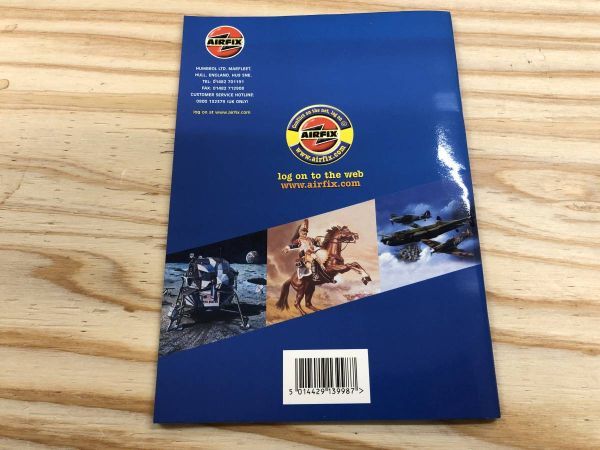 AIRFIX
HUMBROL LTD. MARFLEET,
HULL, ENGLAND, HU9 5NE.
TEL: 01482 701191
FAX: 01482 712908
CUSTOMER SERVICE HOTLINE:
0800 102579 (UK ONLY)
log on at www.airfix.com
AIRFIX
www.airfix.com
log on to the web
www.airfix.com
5 014429 139987 >